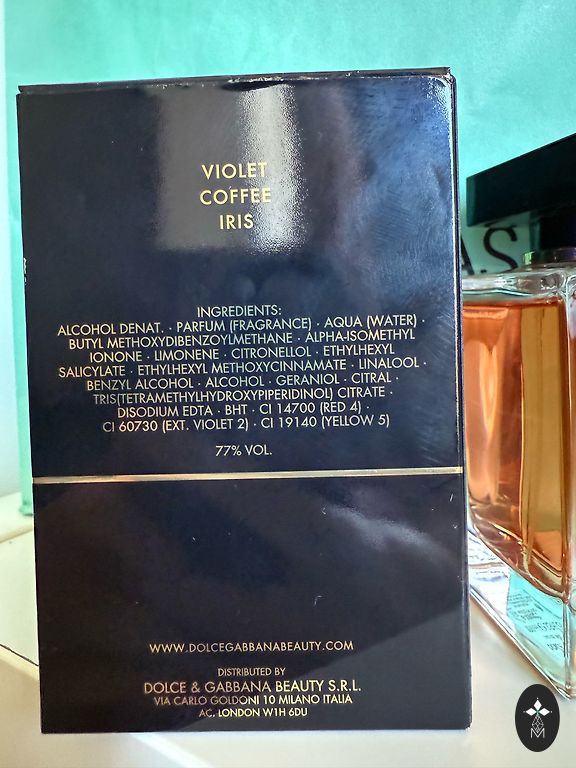 VIOLET
COFFEE
IRIS
INGREDIENTS:
ALCOHOL DENAT. · PARFUM (FRAGRANCE) · AQUA (WATER) ·
BUTYL METHOXYDIBENZOYLMETHANE · ALPHA-ISOMETHYL
IONONE · LIMONENE · CITRONELLOL · ETHYLHEXYL
SALICYLATE · ETHYLHEXYL METHOXYCINNAMATE · LINALOOL ·
BENZYL ALCOHOL · ALCOHOL · GERANIOL · CITRAL ·
TRIS(TETRAMETHYLHYDROXYPIPERIDINOL) CITRATE ·
DISODIUM EDTA · BHT · CI 14700 (RED 4) ·
CI 60730 (EXT. VIOLET 2) · CI 19140 (YELLOW 5)
77% VOL.
WWW.DOLCEGABBANABEAUTY.COM
DISTRIBUTED BY
DOLCE & GABBANA BEAUTY S.R.L.
VIA CARLO GOLDONI 10 MILANO ITALIA
AC, LONDON W1H 6DU
A.S